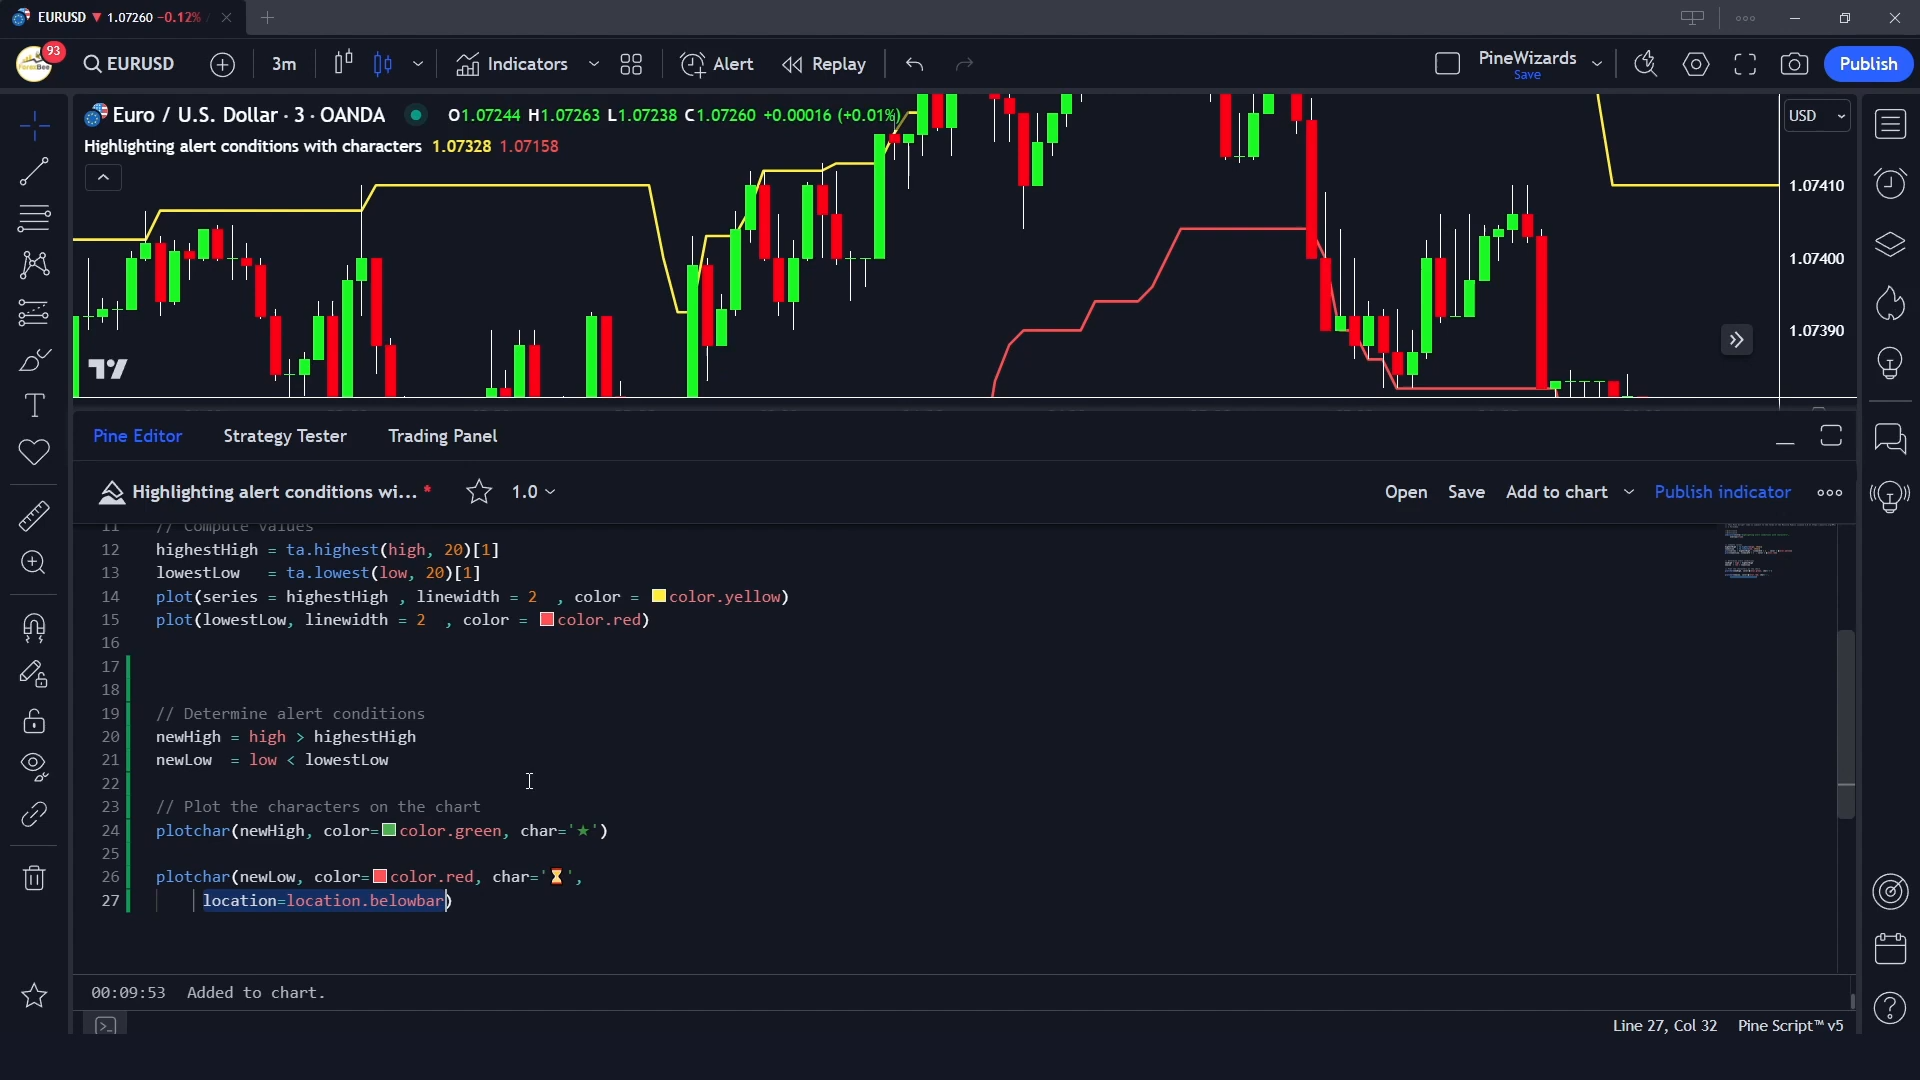 EURUSD ▼ 1.07260 −0.12%
93
EURUSD
3m
Indicators
Alert
Replay
PineWizards
Save
Publish
Euro / U.S. Dollar · 3 · OANDA
O1.07244 H1.07263 L1.07238 C1.07260 +0.00016 (+0.01%)
Highlighting alert conditions with characters 1.07328 1.07158
USD
1.07410
1.07400
1.07390
Pine Editor Strategy Tester Trading Panel
Highlighting alert conditions wi... *
1.0
Open Save Add to chart Publish indicator
11 // Compute values
12 highestHigh = ta.highest(high, 20)[1]
13 lowestLow   = ta.lowest(low, 20)[1]
14 plot(series = highestHigh , linewidth = 2  , color = color.yellow)
15 plot(lowestLow, linewidth = 2  , color = color.red)
16
17
18
19 // Determine alert conditions
20 newHigh = high > highestHigh
21 newLow  = low < lowestLow
22
23 // Plot the characters on the chart
24 plotchar(newHigh, color=color.green, char='★')
25
26 plotchar(newLow, color=color.red, char='⌛',
27 location=location.belowbar)
00:09:53 Added to chart.
Line 27, Col 32 Pine Script™ v5